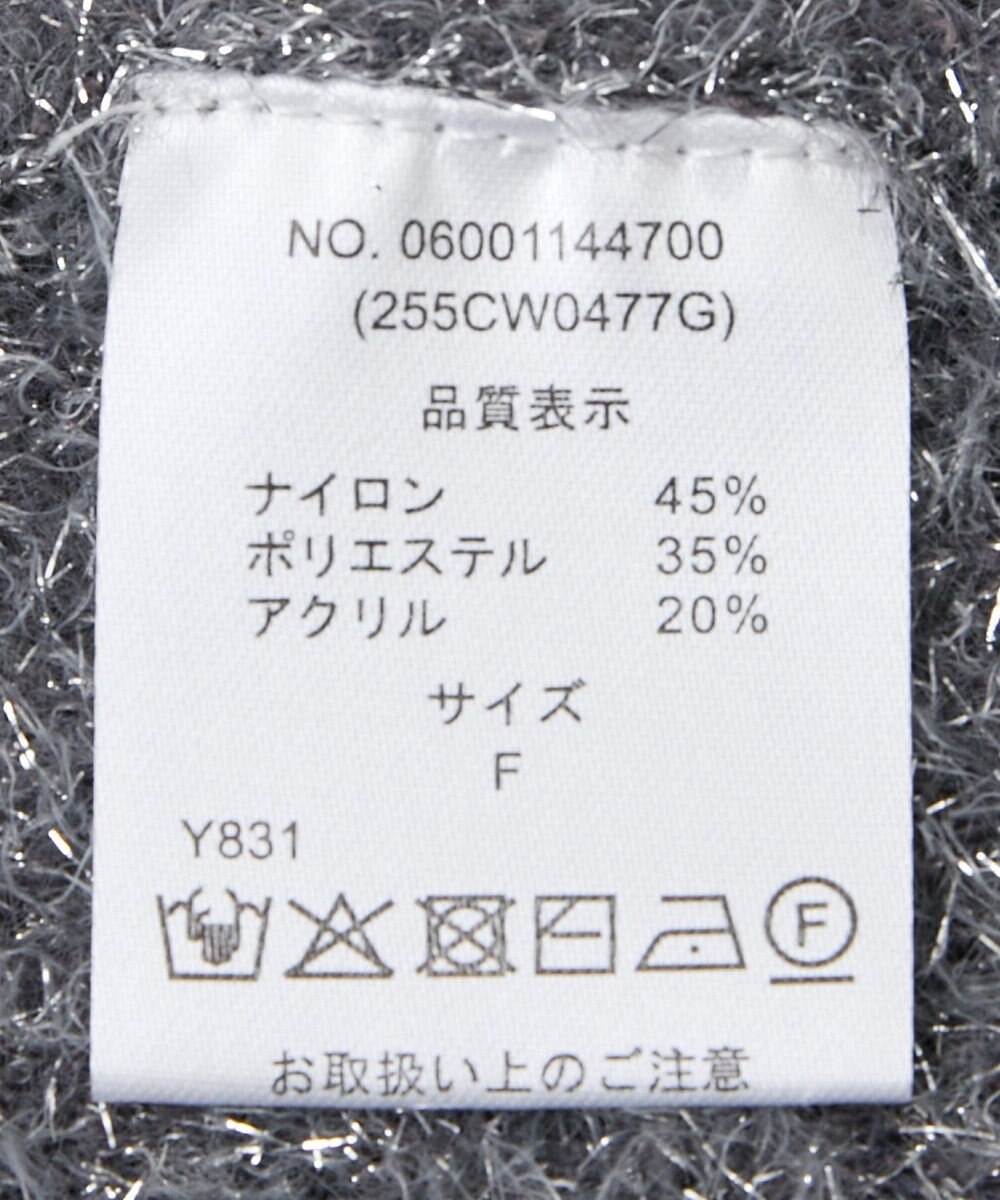 NO. 06001144700
(255CW0477G)
品質表示
ナイロン 45%
ポリエステル 35%
アクリル 20%
サイズ
F
Y831
F
お取扱い上のご注意